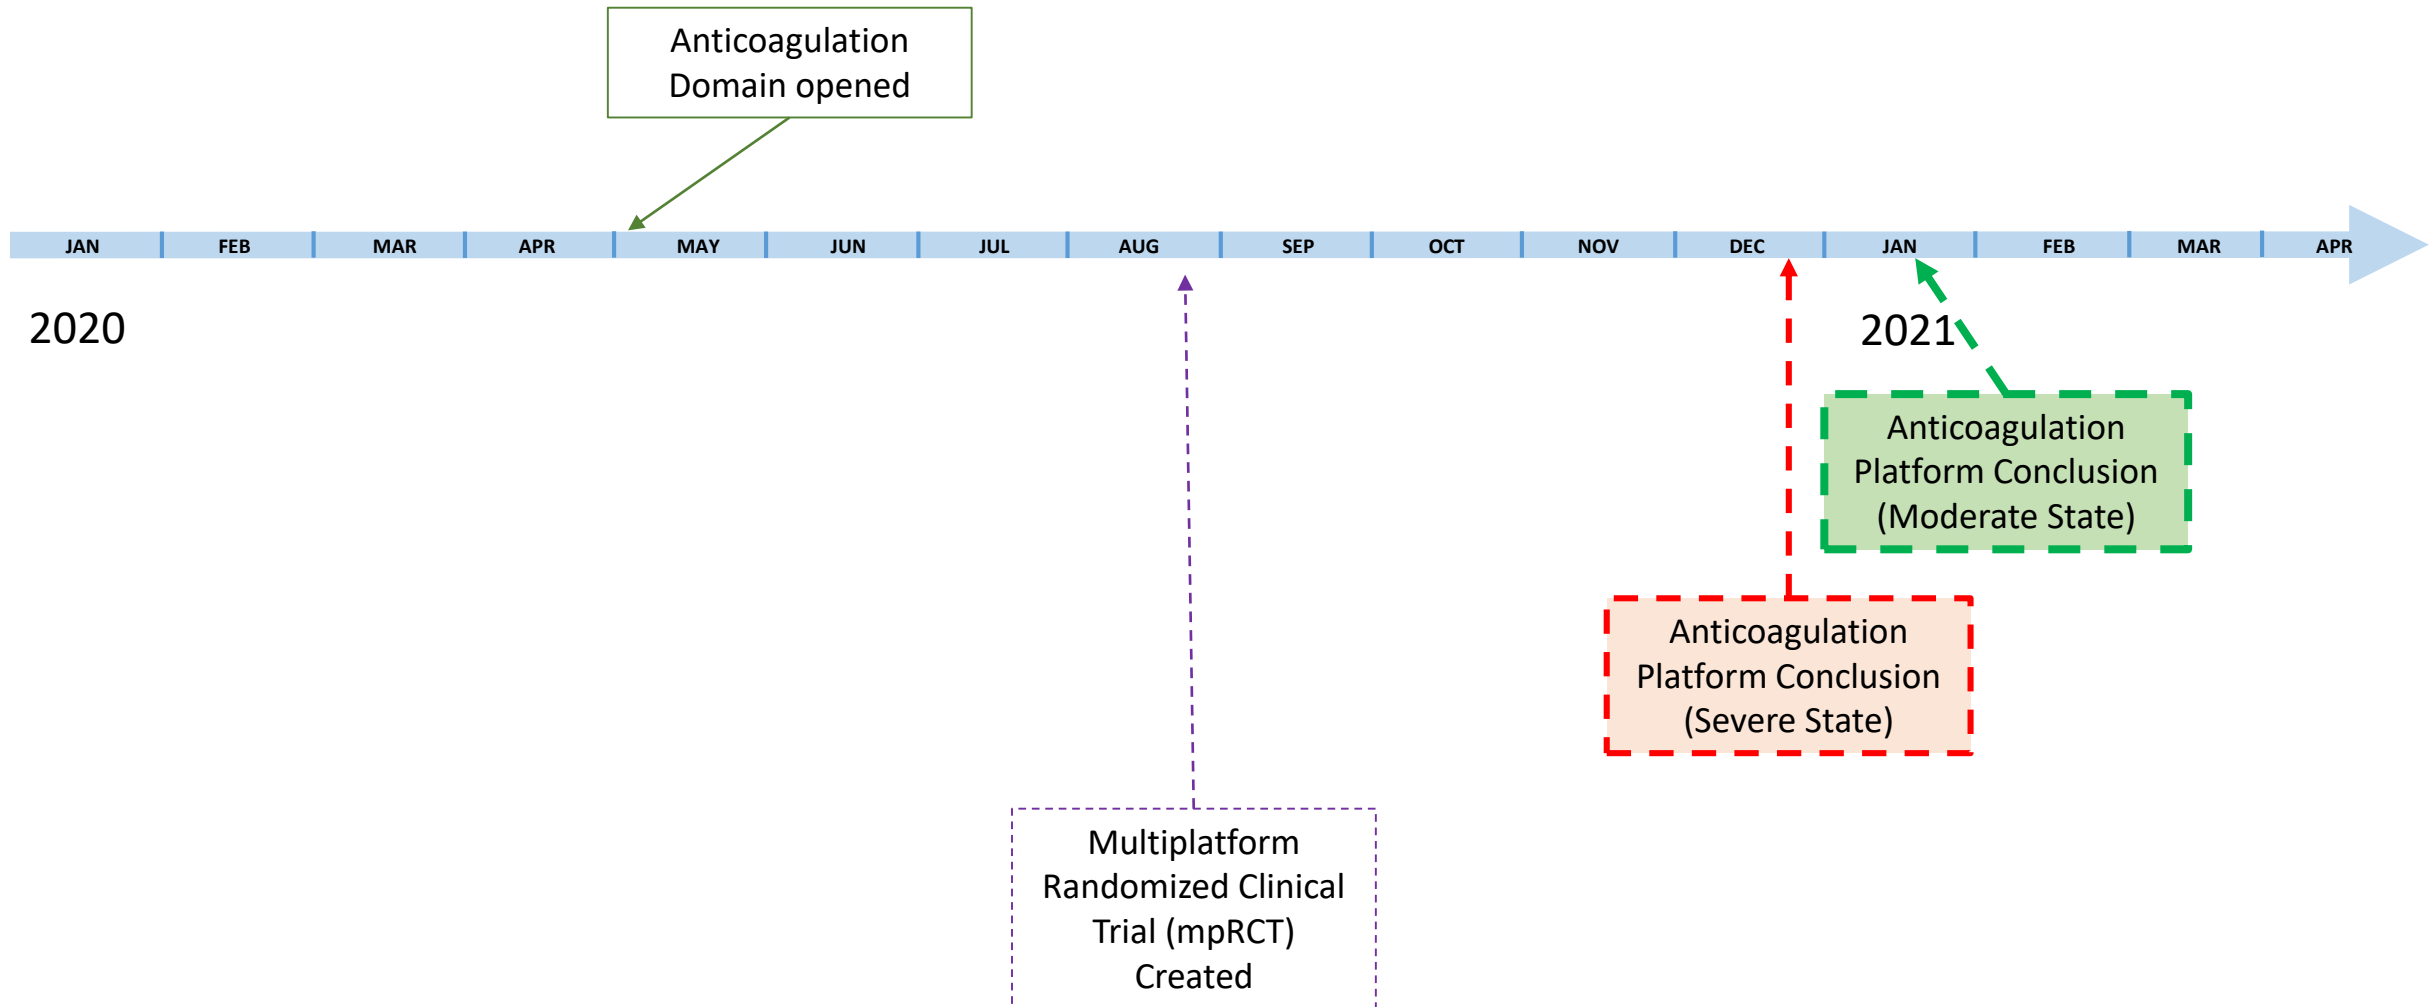 Anticoagulation
Domain opened
JAN FEB MAR APR MAY JUN JUL AUG SEP OCT NOV DEC JAN FEB MAR APR
2020 2021
Anticoagulation
Platform Conclusion
(Moderate State)
Anticoagulation
Platform Conclusion
(Severe State)
Multiplatform
Randomized Clinical
Trial (mpRCT)
Created